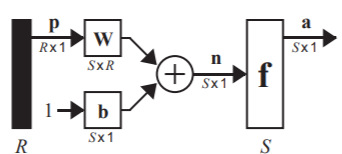 p W n f a
R x 1 S x R S x 1 S x 1
1 b
S x 1
R S